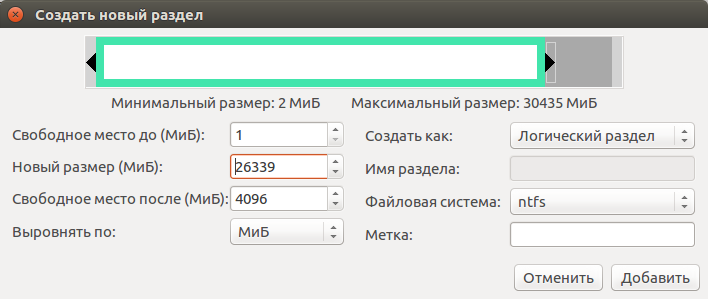 Создать новый раздел
Минимальный размер: 2 МиБ Максимальный размер: 30435 МиБ
Свободное место до (МиБ): 1 Создать как: Логический раздел
Новый размер (МиБ): 26339 Имя раздела:
Свободное место после (МиБ): 4096 Файловая система: ntfs
Выровнять по: МиБ Метка:
Отменить Добавить